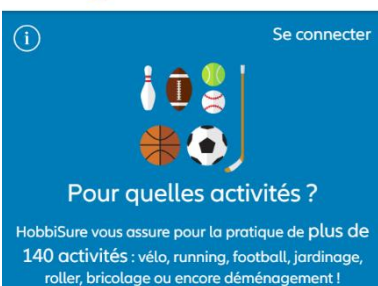 i
Se connecter
Pour quelles activités ?
HobbiSure vous assure pour la pratique de plus de
140 activités : vélo, running, football, jardinage,
roller, bricolage ou encore déménagement !